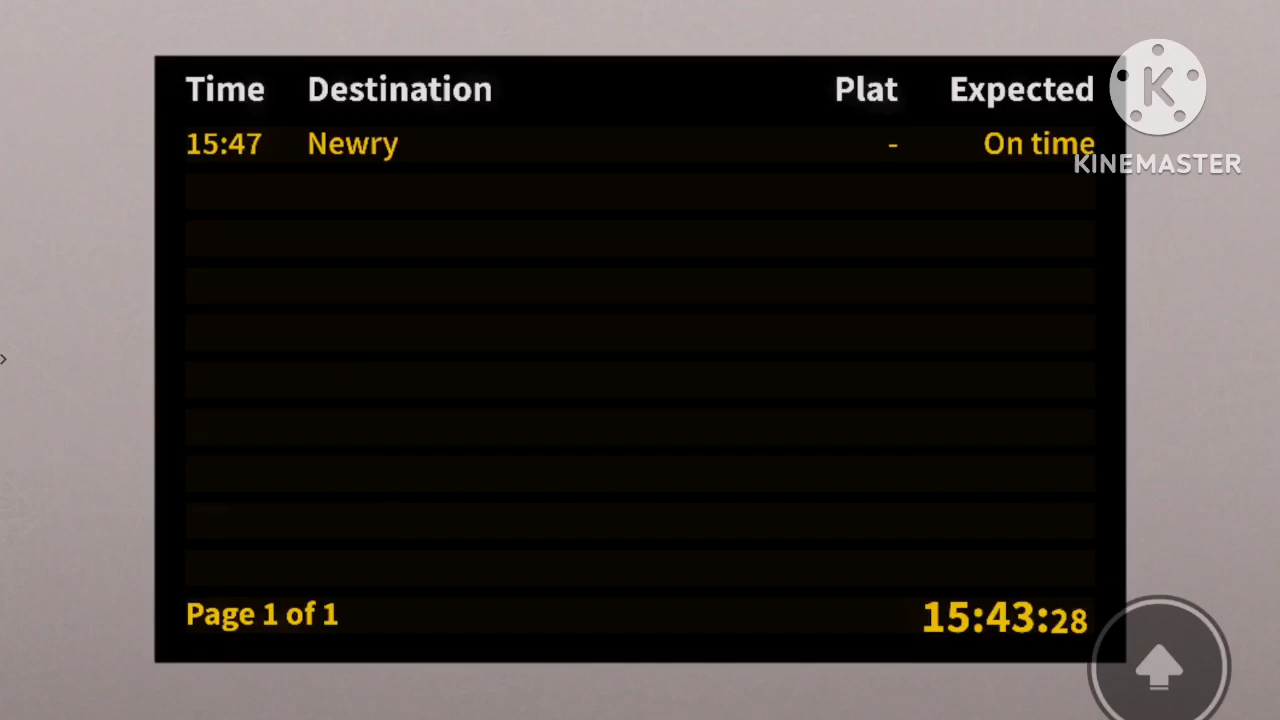 Time Destination Plat Expected
15:47 Newry - On time
KINEMASTER
Page 1 of 1 15:43:28